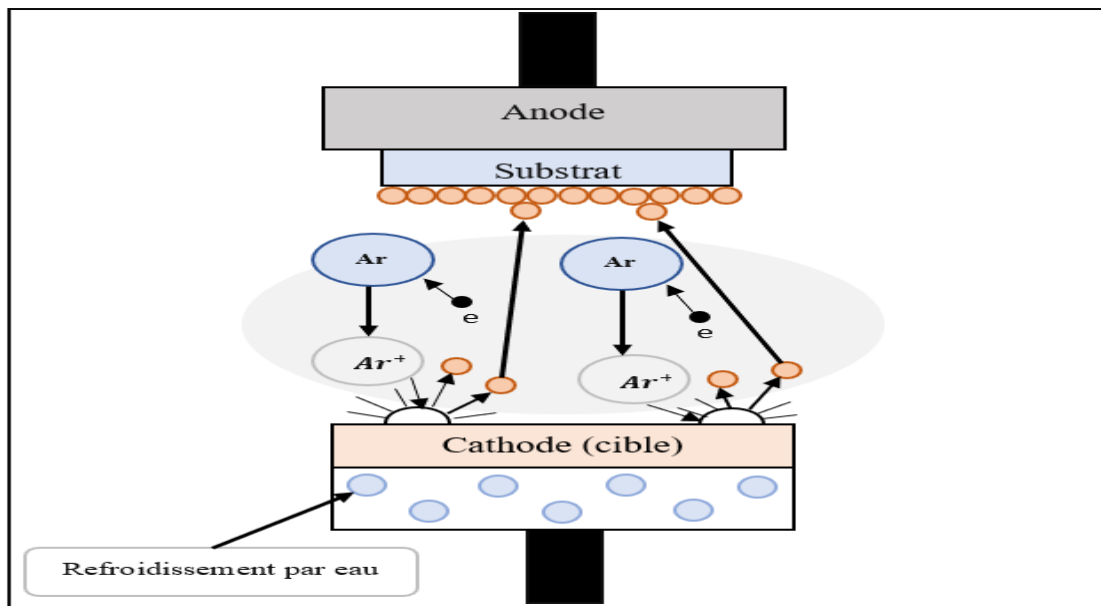 Anode
Substrat
Ar
Ar
e
e
Ar⁺
Ar⁺
Cathode (cible)
Refroidissement par eau